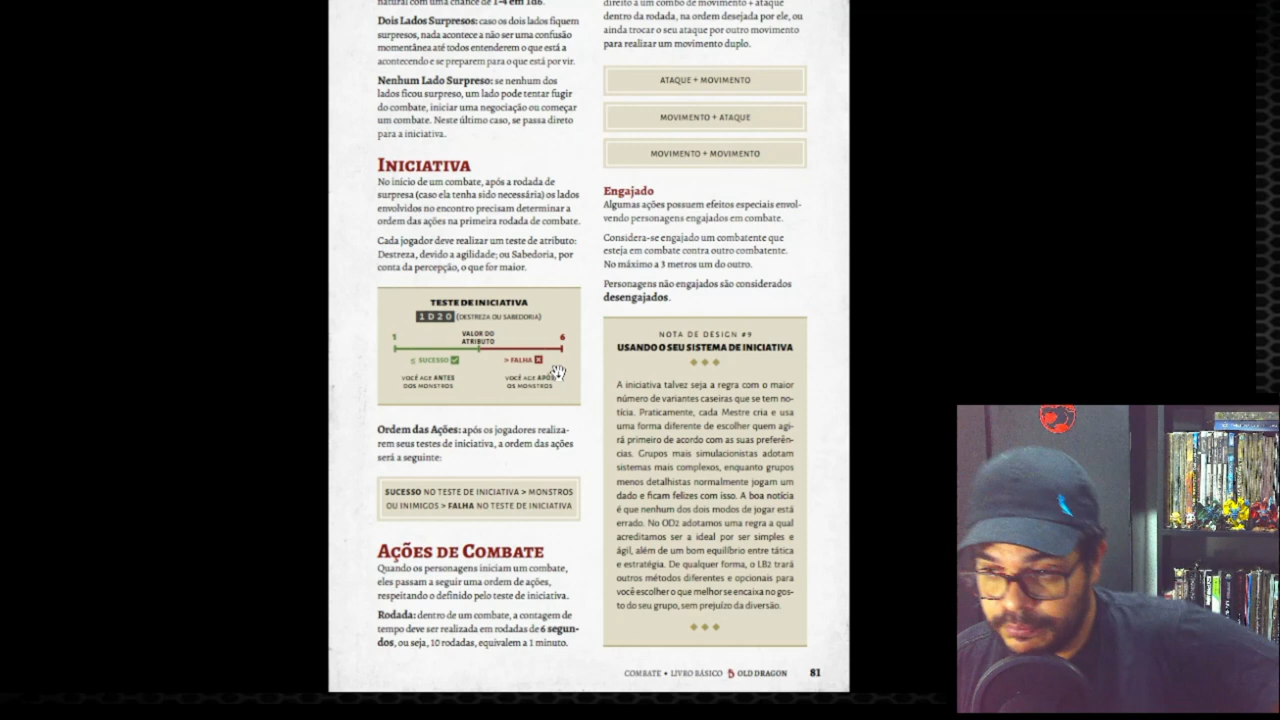 natural com uma chance de 1-4 em 1d6.
Dois Lados Surpresos: caso os dois lados fiquem
surpresos, nada acontece a não ser uma confusão
momentânea até todos entenderem o que está a
acontecendo e se preparem para o que está por vir.
Nenhum Lado Surpreso: se nenhum dos
lados ficou surpreso, um lado pode tentar fugir
do combate, iniciar uma negociação ou começar
um combate. Neste último caso, se passa direto
para a iniciativa.
INICIATIVA
No início de um combate, após a rodada de
surpresa (caso ela tenha sido necessária) os lados
envolvidos no encontro precisam determinar a
ordem das ações na primeira rodada de combate.
Cada jogador deve realizar um teste de atributo:
Destreza, devido a agilidade; ou Sabedoria, por
conta da percepção, o que for maior.
TESTE DE INICIATIVA
1D20 (DESTREZA OU SABEDORIA)
1 VALOR DO 6
ATRIBUTO
≤ SUCESSO > FALHA
VOCÊ AGE ANTES VOCÊ AGE APÓS
DOS MONSTROS OS MONSTROS
Ordem das Ações: após os jogadores realiza-
rem seus testes de iniciativa, a ordem das ações
será a seguinte:
SUCESSO NO TESTE DE INICIATIVA > MONSTROS
OU INIMIGOS > FALHA NO TESTE DE INICIATIVA
AÇÕES DE COMBATE
Quando os personagens iniciam um combate,
eles passam a seguir uma ordem de ações,
respeitando o definido pelo teste de iniciativa.
Rodada: dentro de um combate, a contagem de
tempo deve ser realizada em rodadas de 6 segun-
dos, ou seja, 10 rodadas, equivalem a 1 minuto.
direito a um combo de movimento + ataque
dentro da rodada, na ordem desejada por ele, ou
ainda trocar o seu ataque por outro movimento
para realizar um movimento duplo.
ATAQUE + MOVIMENTO
MOVIMENTO + ATAQUE
MOVIMENTO + MOVIMENTO
Engajado
Algumas ações possuem efeitos especiais envol-
vendo personagens engajados em combate.
Considera-se engajado um combatente que
esteja em combate contra outro combatente.
No máximo a 3 metros um do outro.
Personagens não engajados são considerados
desengajados.
NOTA DE DESIGN #9
USANDO O SEU SISTEMA DE INICIATIVA
A iniciativa talvez seja a regra com o maior
número de variantes caseiras que se tem no-
tícia. Praticamente, cada Mestre cria e usa
uma forma diferente de escolher quem agi-
rá primeiro de acordo com as suas preferên-
cias. Grupos mais simulacionistas adotam
sistemas mais complexos, enquanto grupos
menos detalhistas normalmente jogam um
dado e ficam felizes com isso. A boa notícia
é que nenhum dos dois modos de jogar está
errado. No OD2 adotamos uma regra a qual
acreditamos ser a ideal por ser simples e
ágil, além de um bom equilíbrio entre tática
e estratégia. De qualquer forma, o LB2 trará
outros métodos diferentes e opcionais para
você escolher o que melhor se encaixa no gos-
to do seu grupo, sem prejuízo da diversão.
COMBATE • LIVRO BÁSICO OLD DRAGON 81